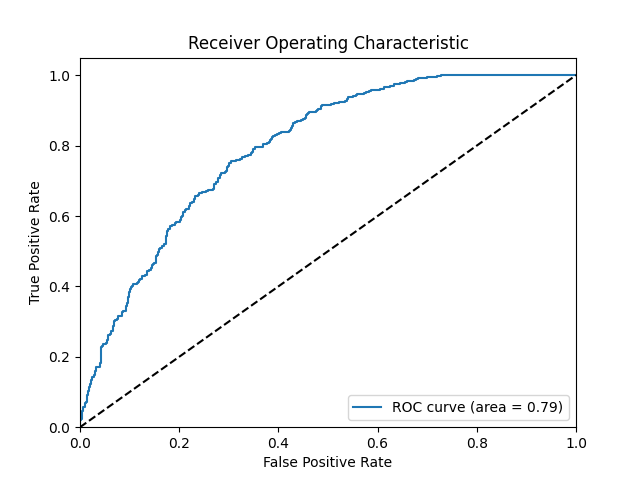 Receiver Operating Characteristic
1.0
0.8
0.6
0.4
0.2
0.0
True Positive Rate
ROC curve (area = 0.79)
0.0 0.2 0.4 0.6 0.8 1.0
False Positive Rate